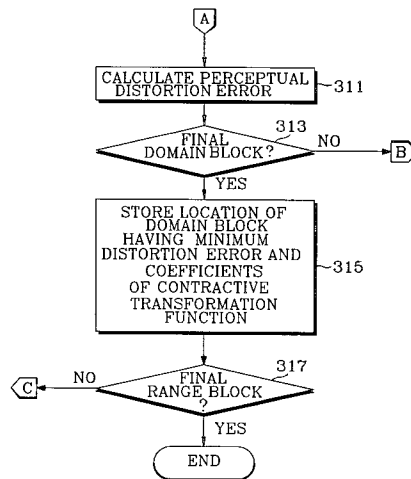 A
CALCULATE PERCEPTUAL
DISTORTION ERROR
311
313
FINAL
DOMAIN BLOCK?
NO
B
YES
STORE LOCATION OF
DOMAIN BLOCK
HAVING MINIMUM
DISTORTION ERROR AND
COEFFICIENTS
OF CONTRACTIVE
TRANSFORMATION
FUNCTION
315
317
C
NO
FINAL
RANGE BLOCK
?
YES
END